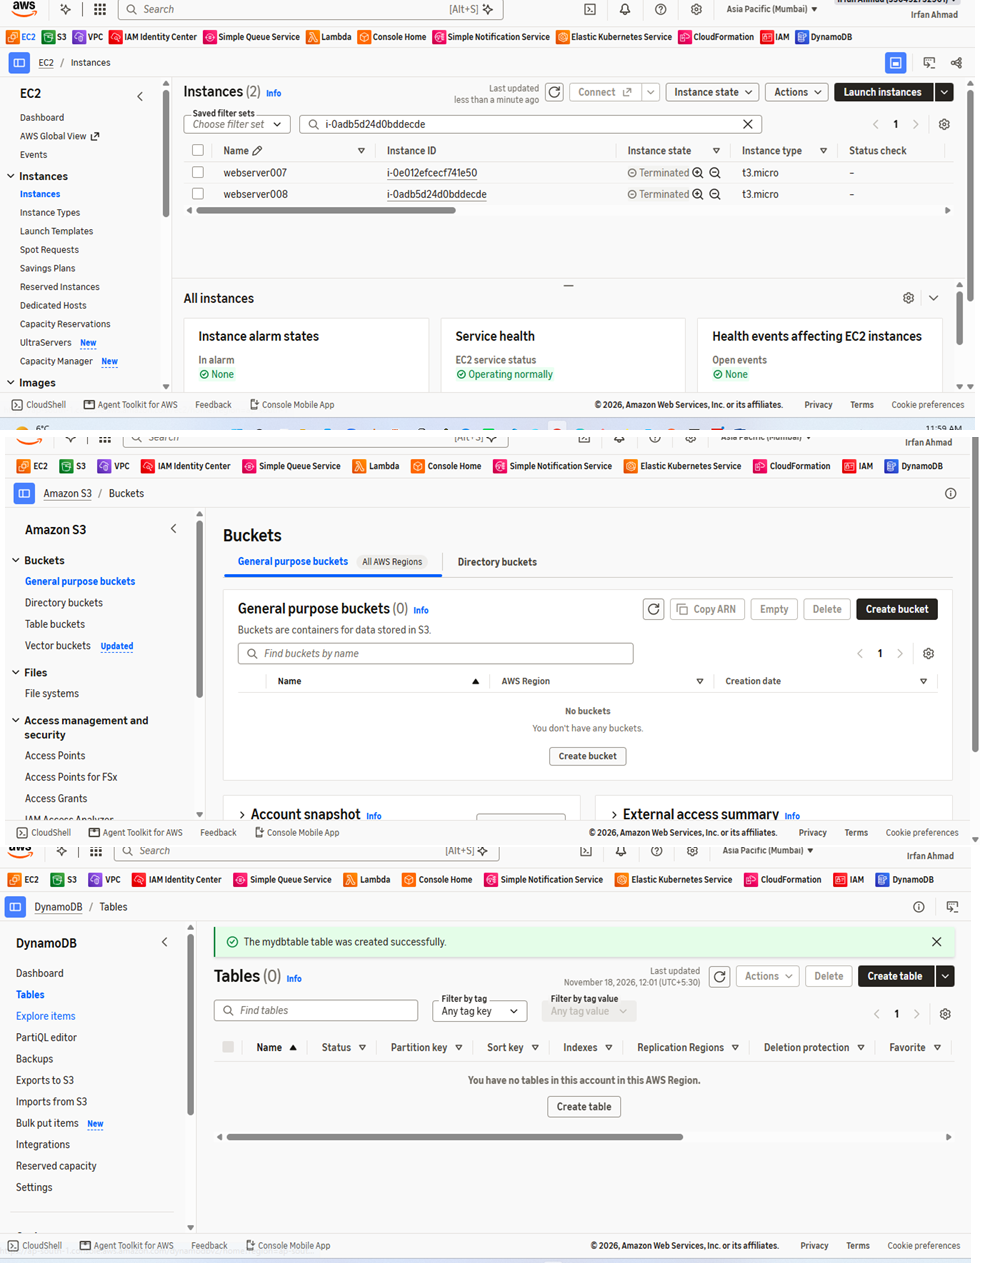 aws
Search [Alt+S]
Asia Pacific (Mumbai) ▼
Irfan Ahmad
EC2 S3 VPC IAM Identity Center Simple Queue Service Lambda Console Home Simple Notification Service Elastic Kubernetes Service CloudFormation IAM DynamoDB
EC2 / Instances
EC2
Dashboard
AWS Global View
Events
Instances
Instances
Instance Types
Launch Templates
Spot Requests
Savings Plans
Reserved Instances
Dedicated Hosts
Capacity Reservations
UltraServers New
Capacity Manager New
Images
Instances (2) Info
Last updated
less than a minute ago
Connect
Instance state
Actions
Launch instances
Saved filter sets
Choose filter set
i-0adb5d24d0bddecde
1
Name Instance ID Instance state Instance type Status check
webserver007 i-0e012efcecf741e50 Terminated t3.micro –
webserver008 i-0adb5d24d0bddecde Terminated t3.micro –
All instances
Instance alarm states
In alarm
None
Service health
EC2 service status
Operating normally
Health events affecting EC2 instances
Open events
None
CloudShell Agent Toolkit for AWS Feedback Console Mobile App
© 2026, Amazon Web Services, Inc. or its affiliates. Privacy Terms Cookie preferences
6°C
11:59 AM
Search [Alt+S]
Asia Pacific (Mumbai)
Irfan Ahmad
EC2 S3 VPC IAM Identity Center Simple Queue Service Lambda Console Home Simple Notification Service Elastic Kubernetes Service CloudFormation IAM DynamoDB
Amazon S3 / Buckets
Amazon S3
Buckets
General purpose buckets
Directory buckets
Table buckets
Vector buckets Updated
Files
File systems
Access management and
security
Access Points
Access Points for FSx
Access Grants
IAM Access Analyzer
Buckets
General purpose buckets All AWS Regions Directory buckets
General purpose buckets (0) Info
Copy ARN Empty Delete Create bucket
Buckets are containers for data stored in S3.
Find buckets by name
1
Name AWS Region Creation date
No buckets
You don't have any buckets.
Create bucket
Account snapshot Info
External access summary Info
CloudShell Agent Toolkit for AWS Feedback Console Mobile App
© 2026, Amazon Web Services, Inc. or its affiliates. Privacy Terms Cookie preferences
aws
Search [Alt+S]
Asia Pacific (Mumbai) ▼
Irfan Ahmad
EC2 S3 VPC IAM Identity Center Simple Queue Service Lambda Console Home Simple Notification Service Elastic Kubernetes Service CloudFormation IAM DynamoDB
DynamoDB / Tables
DynamoDB
Dashboard
Tables
Explore items
PartiQL editor
Backups
Exports to S3
Imports from S3
Bulk put items New
Integrations
Reserved capacity
Settings
The mydbtable table was created successfully.
Tables (0) Info
Last updated
November 18, 2026, 12:01 (UTC+5:30)
Actions Delete Create table
Find tables
Filter by tag
Any tag key
Filter by tag value
Any tag value
1
Name Status Partition key Sort key Indexes Replication Regions Deletion protection Favorite
You have no tables in this account in this AWS Region.
Create table
CloudShell Agent Toolkit for AWS Feedback Console Mobile App
© 2026, Amazon Web Services, Inc. or its affiliates. Privacy Terms Cookie preferences